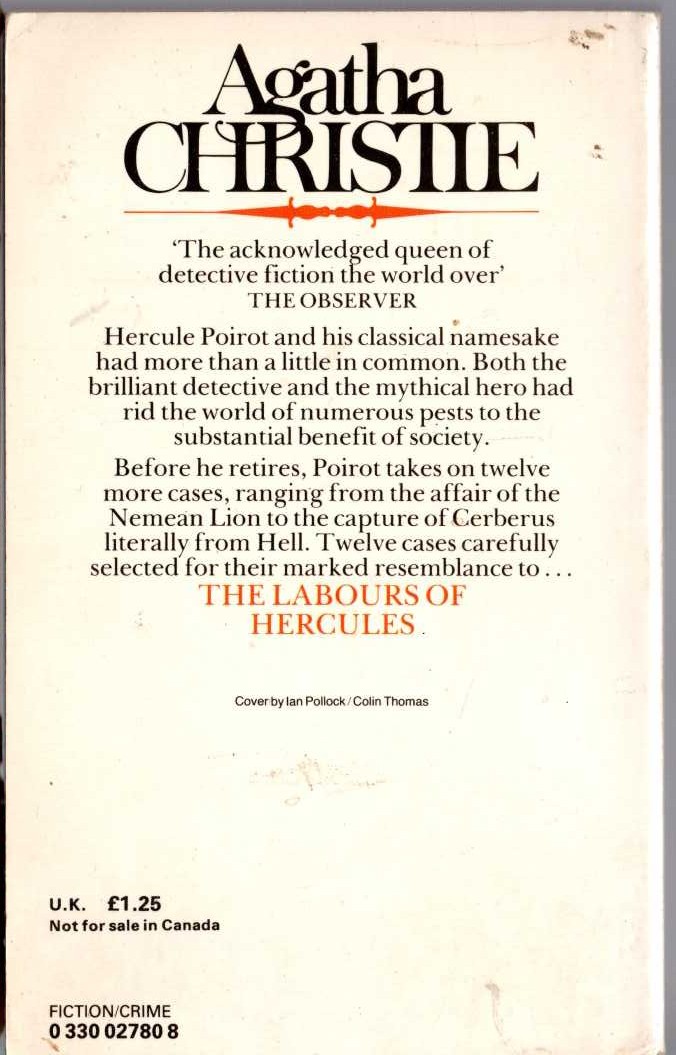 Agatha
CHRISTIE
‘The acknowledged queen of
detective fiction the world over’
THE OBSERVER
Hercule Poirot and his classical namesake
had more than a little in common. Both the
brilliant detective and the mythical hero had
rid the world of numerous pests to the
substantial benefit of society.
Before he retires, Poirot takes on twelve
more cases, ranging from the affair of the
Nemean Lion to the capture of Cerberus
literally from Hell. Twelve cases carefully
selected for their marked resemblance to ...
THE LABOURS OF
HERCULES
Cover by Ian Pollock/Colin Thomas
U.K. £1.25
Not for sale in Canada
FICTION/CRIME
0 330 02780 8